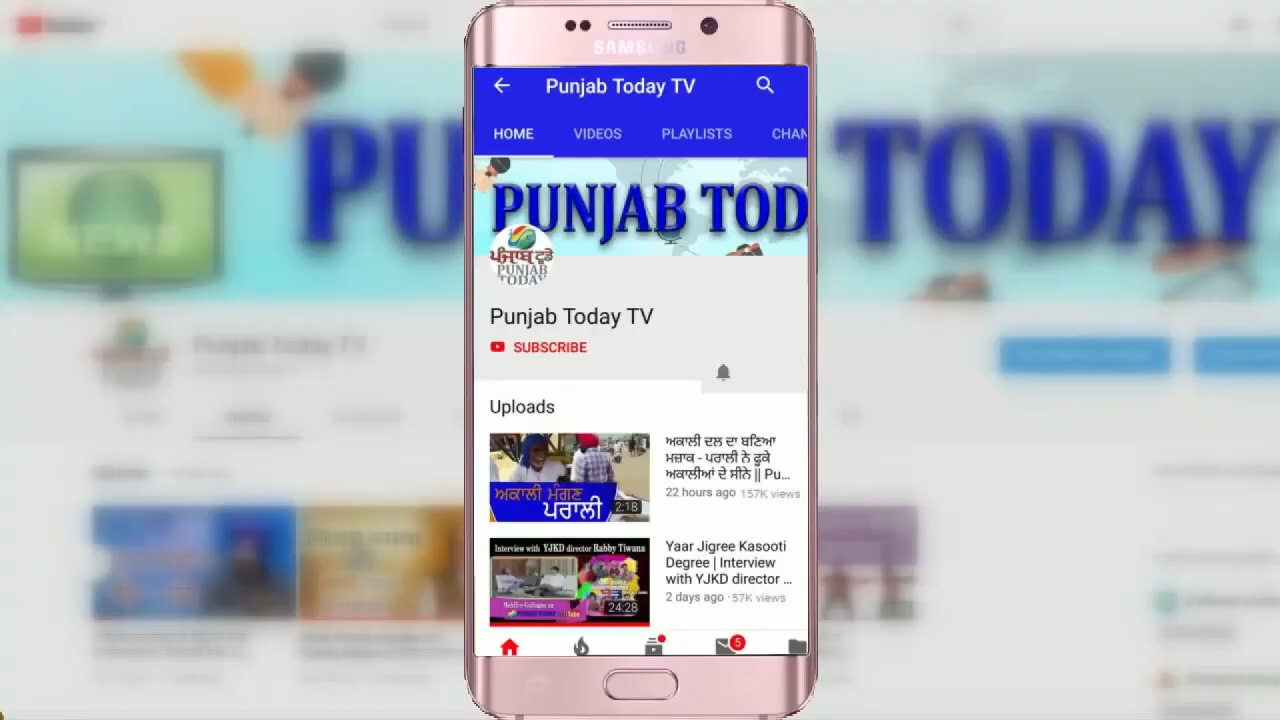 SAMSUNG
Punjab Today TV
HOME VIDEOS PLAYLISTS CHAN
PUNJAB TOD
ਪੰਜਾਬ ਟੂਡੇ
PUNJAB
TODAY
Punjab Today TV
SUBSCRIBE
Uploads
ਅਕਾਲੀ ਮੰਗਣ
ਪਰਾਲੀ
2:18
ਅਕਾਲੀ ਦਲ ਦਾ ਬਣਿਆ
ਮਜ਼ਾਕ - ਪਰਾਲੀ ਨੇ ਫੂਕੇ
ਅਕਾਲੀਆਂ ਦੇ ਸੀਨੇ || Pu...
22 hours ago 157K views
Interview with YJKD director Rabby Tiwana
24:28
Yaar Jigree Kasooti
Degree | Interview
with YJKD director ...
2 days ago · 57K views
5
PU
TODAY
NEWS
Punjab Today TV